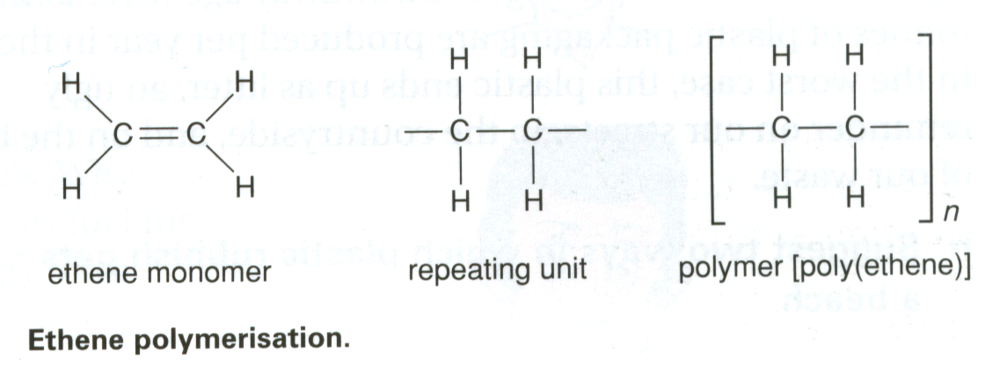 H H H H H H
C C C C C C
H H H H H H
n
ethene monomer repeating unit polymer [poly(ethene)]
Ethene polymerisation.